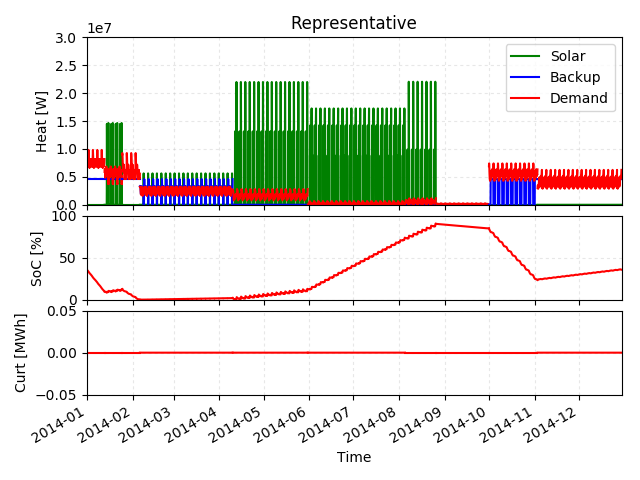 Representative
1e7
3.0
2.5
2.0
1.5
1.0
0.5
0.0
Heat [W]
Solar
Backup
Demand
100
50
0
SoC [%]
0.05
0.00
−0.05
Curt [MWh]
2014-01
2014-02
2014-03
2014-04
2014-05
2014-06
2014-07
2014-08
2014-09
2014-10
2014-11
2014-12
Time